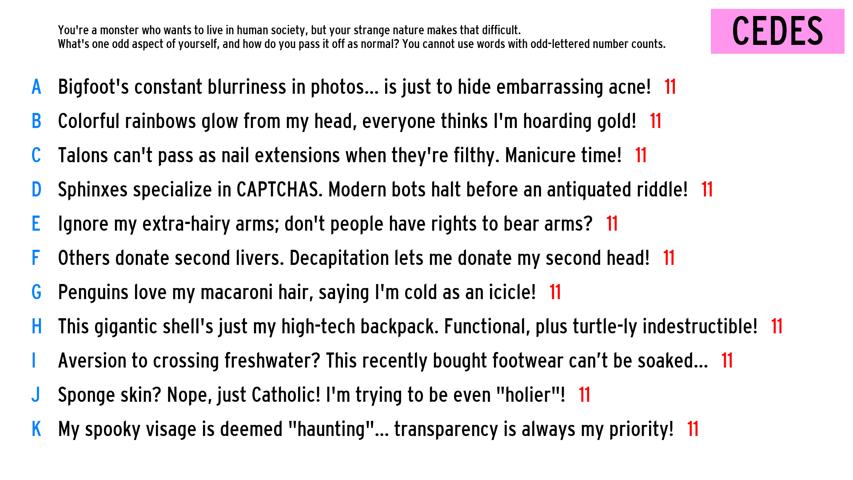 You're a monster who wants to live in human society, but your strange nature makes that difficult.
What's one odd aspect of yourself, and how do you pass it off as normal? You cannot use words with odd-lettered number counts.
CEDES
A Bigfoot's constant blurriness in photos... is just to hide embarrassing acne! 11
B Colorful rainbows glow from my head, everyone thinks I'm hoarding gold! 11
C Talons can't pass as nail extensions when they're filthy. Manicure time! 11
D Sphinxes specialize in CAPTCHAS. Modern bots halt before an antiquated riddle! 11
E Ignore my extra-hairy arms; don't people have rights to bear arms? 11
F Others donate second livers. Decapitation lets me donate my second head! 11
G Penguins love my macaroni hair, saying I'm cold as an icicle! 11
H This gigantic shell's just my high-tech backpack. Functional, plus turtle-ly indestructible! 11
I Aversion to crossing freshwater? This recently bought footwear can’t be soaked... 11
J Sponge skin? Nope, just Catholic! I'm trying to be even "holier"! 11
K My spooky visage is deemed "haunting"... transparency is always my priority! 11